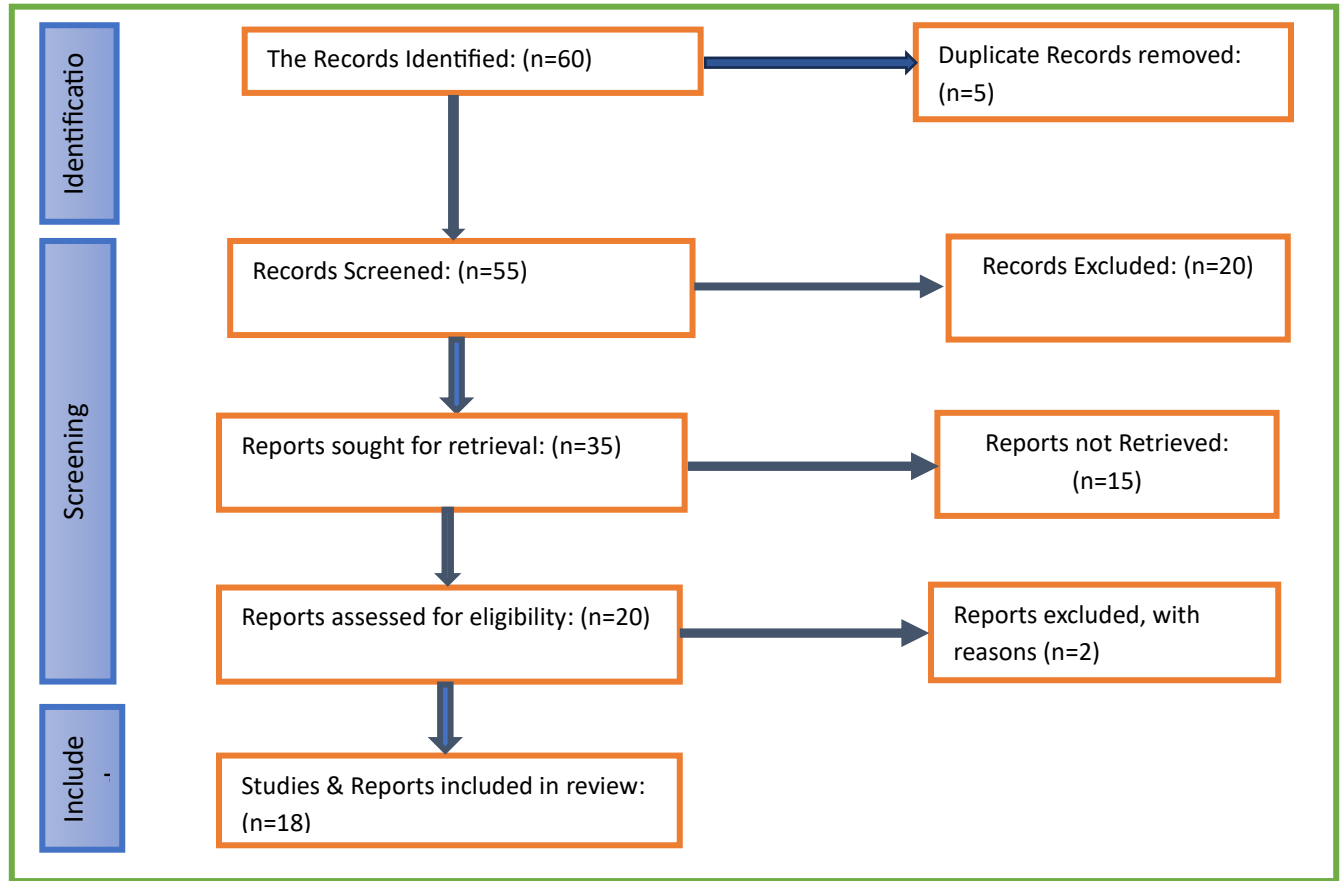 Identificatio
The Records Identified: (n=60)
Duplicate Records removed:
(n=5)
Screening
Records Screened: (n=55)
Records Excluded: (n=20)
Reports sought for retrieval: (n=35)
Reports not Retrieved:
(n=15)
Reports assessed for eligibility: (n=20)
Reports excluded, with
reasons (n=2)
Include
Studies & Reports included in review:
(n=18)